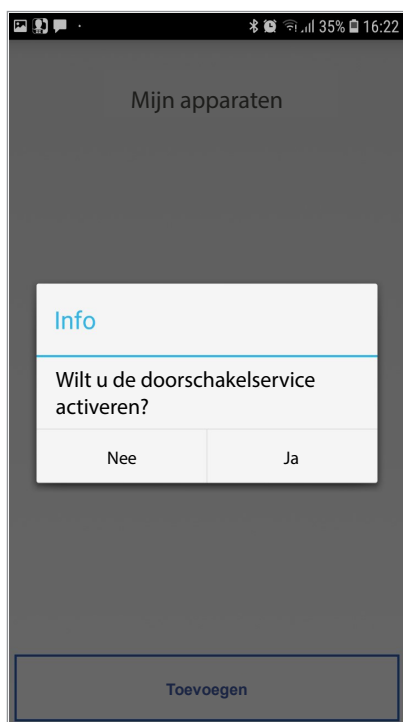 35% 16:22
Mijn apparaten
Info
Wilt u de doorschakelservice
activeren?
Nee Ja
Toevoegen